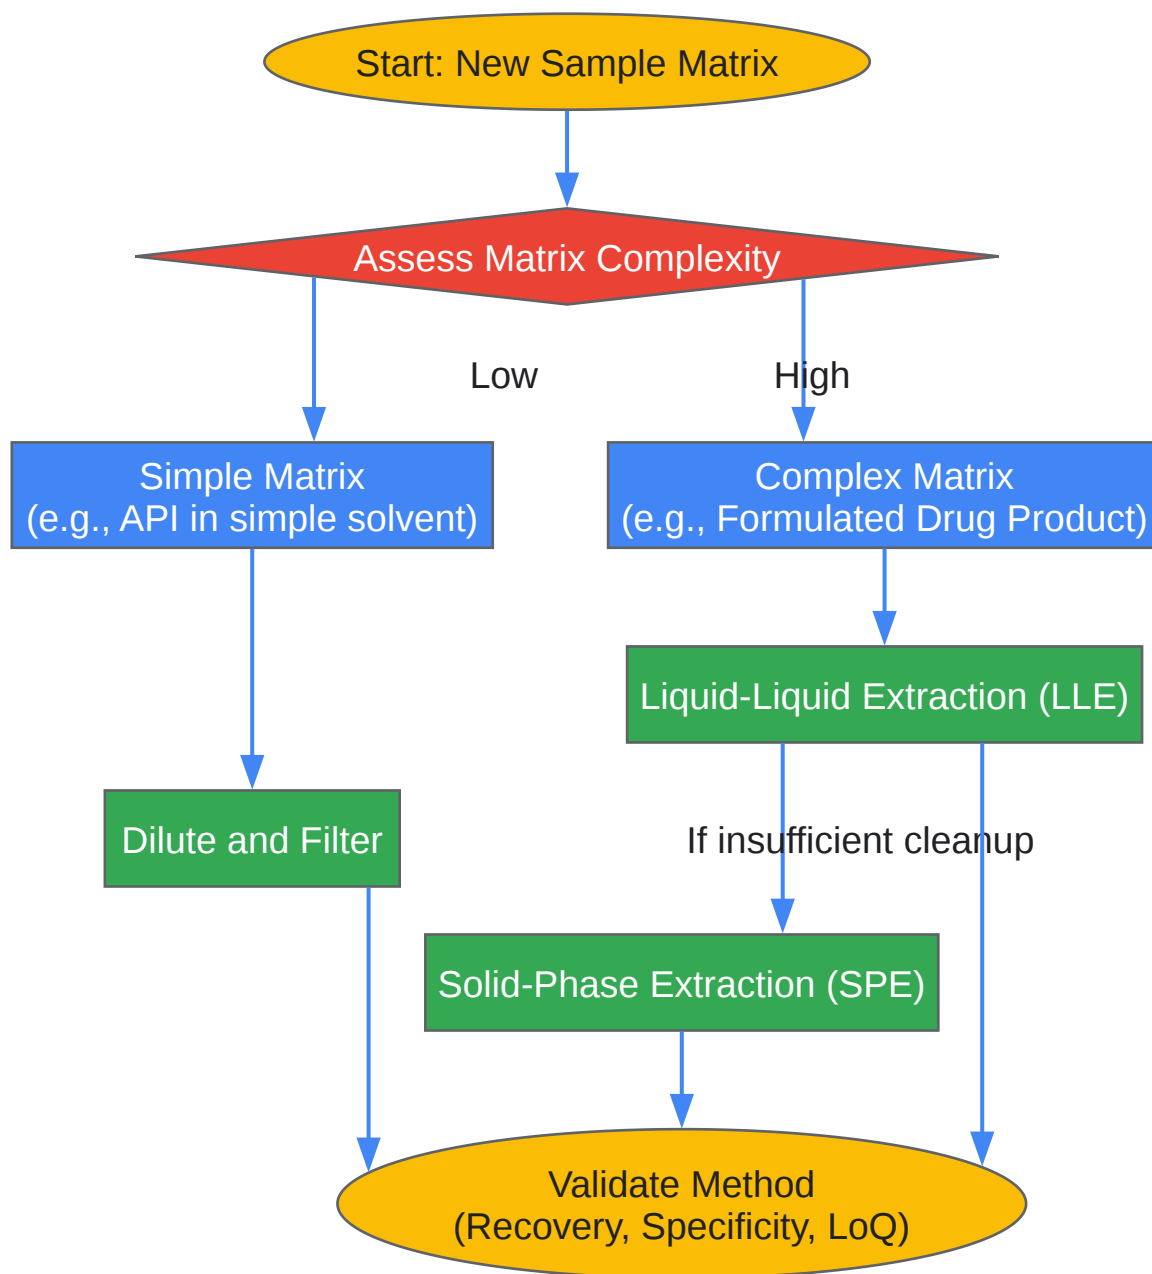 Start: New Sample Matrix
Assess Matrix Complexity
Low
High
Simple Matrix
(e.g., API in simple solvent)
Complex Matrix
(e.g., Formulated Drug Product)
Liquid-Liquid Extraction (LLE)
Dilute and Filter
If insufficient cleanup
Solid-Phase Extraction (SPE)
Validate Method
(Recovery, Specificity, LoQ)